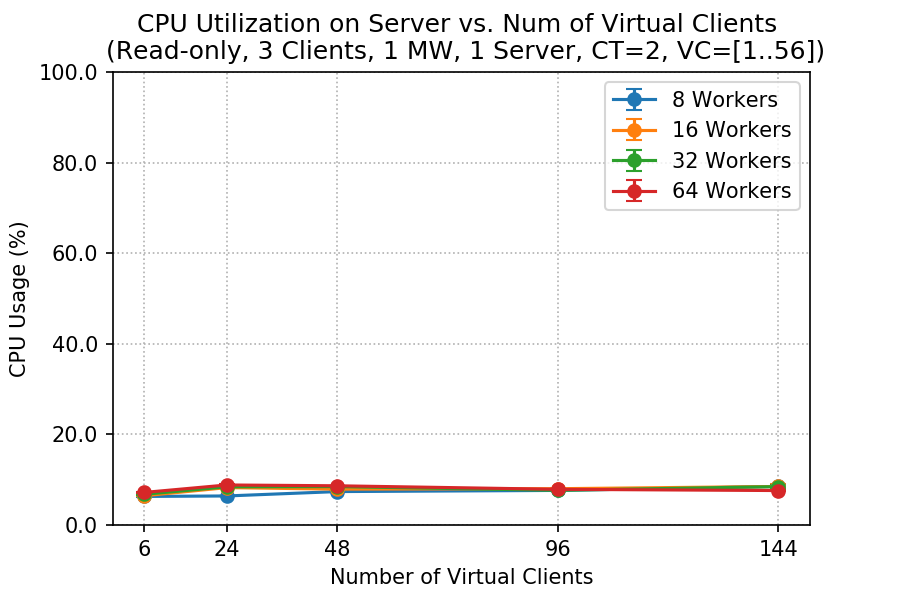 CPU Utilization on Server vs. Num of Virtual Clients
(Read-only, 3 Clients, 1 MW, 1 Server, CT=2, VC=[1..56])
100.0
80.0
60.0
40.0
20.0
0.0
CPU Usage (%)
8 Workers
16 Workers
32 Workers
64 Workers
6 24 48 96 144
Number of Virtual Clients